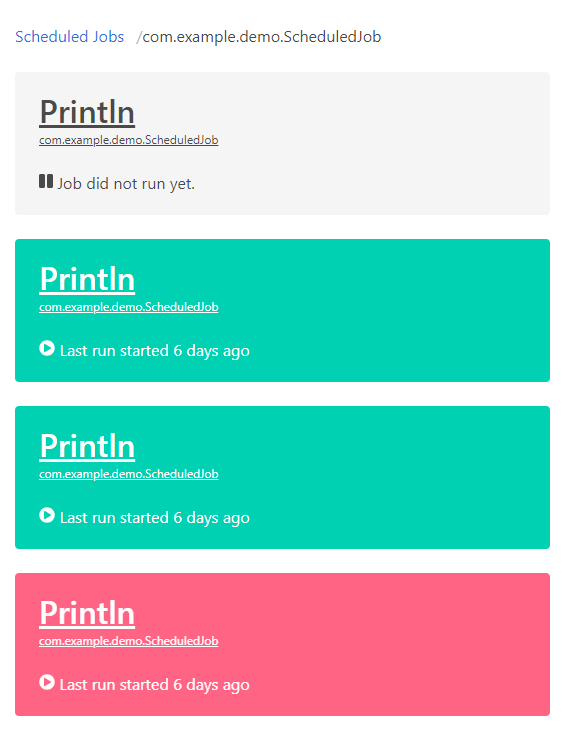 Scheduled Jobs /com.example.demo.ScheduledJob
Println
com.example.demo.ScheduledJob
Job did not run yet.
Println
com.example.demo.ScheduledJob
Last run started 6 days ago
Println
com.example.demo.ScheduledJob
Last run started 6 days ago
Println
com.example.demo.ScheduledJob
Last run started 6 days ago